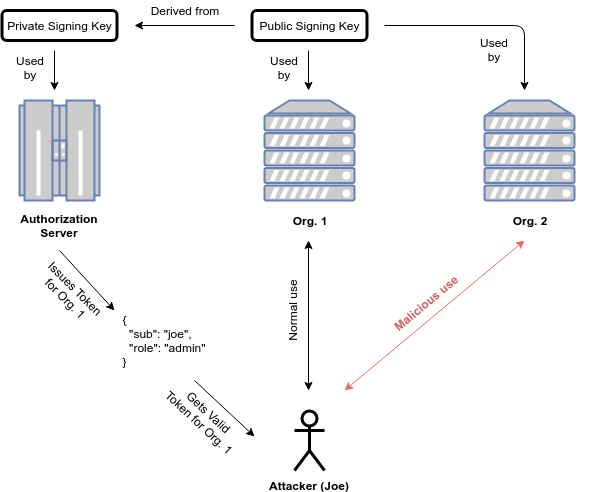 Private Signing Key
Derived from
Public Signing Key
Used
by
Used
by
Used
by
Authorization
Server
Org. 1
Org. 2
Issues Token
for Org. 1
{
"sub": "joe",
"role": "admin"
}
Normal use
Malicious use
Gets Valid
Token for Org. 1
Attacker (Joe)